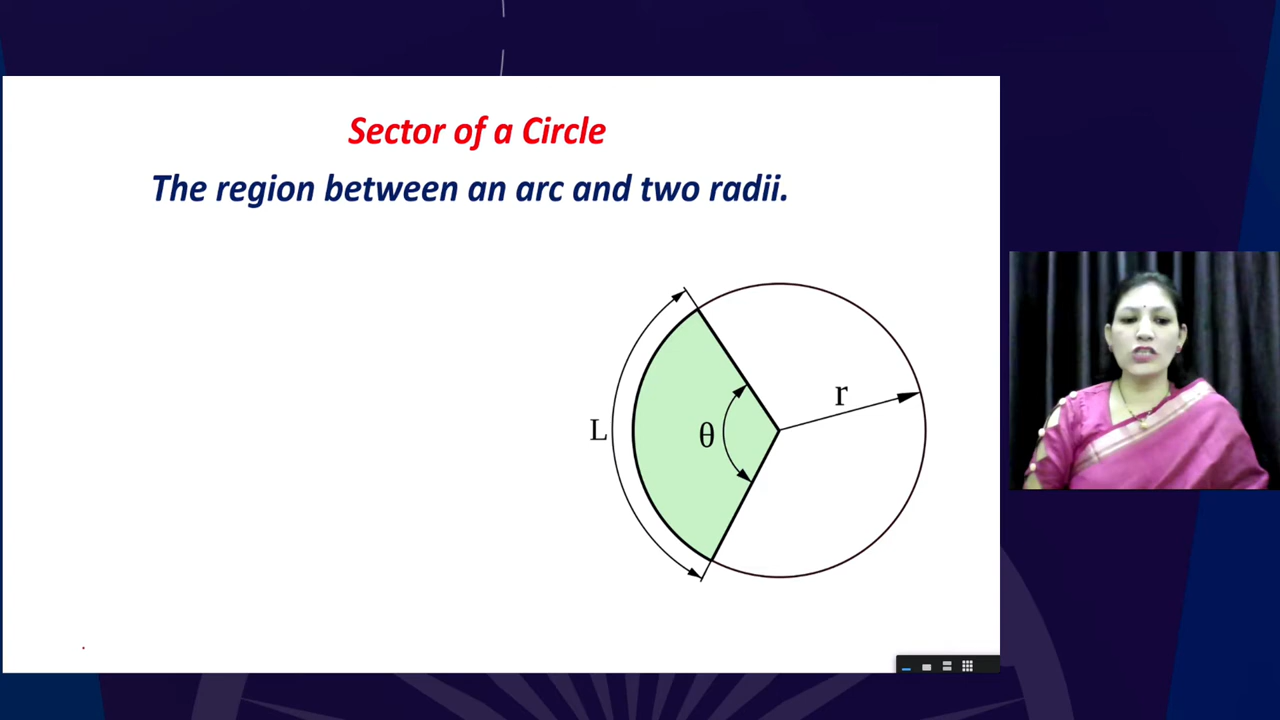 Sector of a Circle
The region between an arc and two radii.
r
L
θ